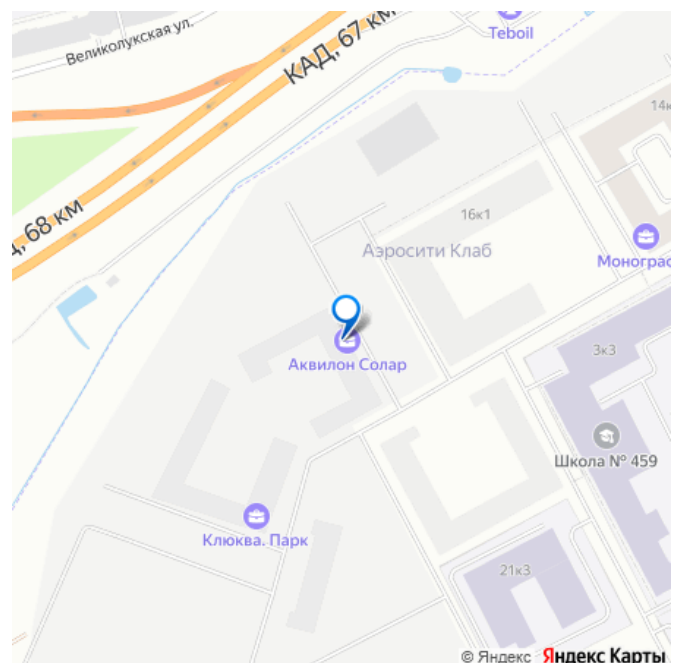 Великолукская ул.
Teboil
КАД, 67 км
14к
Д, 68 км
16к1
Аэросити Клаб
Моногра
Аквилон Солар
3к3
Школа № 459
Клюква. Парк
21к3
© Яндекс Яндекс Карты